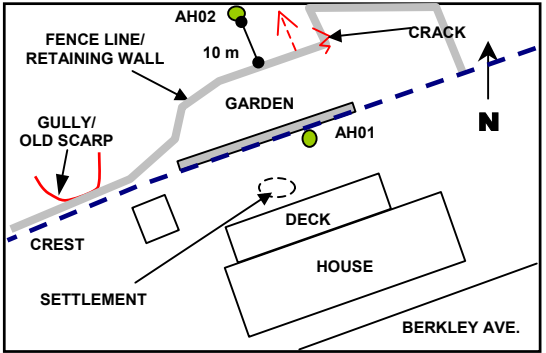 AH02
FENCE LINE/
RETAINING WALL
10 m
CRACK
GARDEN
GULLY/
OLD SCARP
AH01
N
CREST
DECK
HOUSE
SETTLEMENT
BERKLEY AVE.